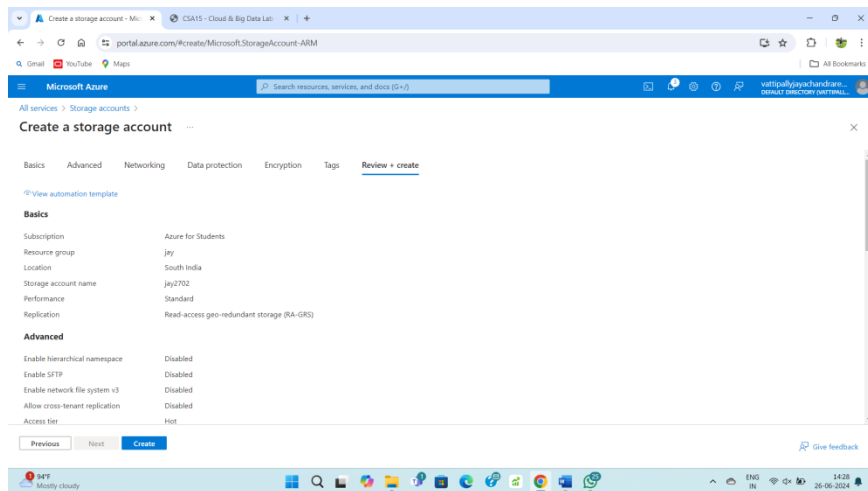 Create a storage account - Mic
CSA15 - Cloud & Big Data Lab
portal.azure.com/#create/Microsoft.StorageAccount-ARM
Gmail YouTube Maps All Bookmarks
Microsoft Azure
Search resources, services, and docs (G+/)
vattipallyjayachandrare...
DEFAULT DIRECTORY (VATTIPALL...
All services > Storage accounts >
Create a storage account ...
Basics Advanced Networking Data protection Encryption Tags Review + create
View automation template
Basics
Subscription Azure for Students
Resource group jay
Location South India
Storage account name jay2702
Performance Standard
Replication Read-access geo-redundant storage (RA-GRS)
Advanced
Enable hierarchical namespace Disabled
Enable SFTP Disabled
Enable network file system v3 Disabled
Allow cross-tenant replication Disabled
Access tier Hot
Previous Next Create Give feedback
94°F
Mostly cloudy
ENG
IN
14:28
26-06-2024